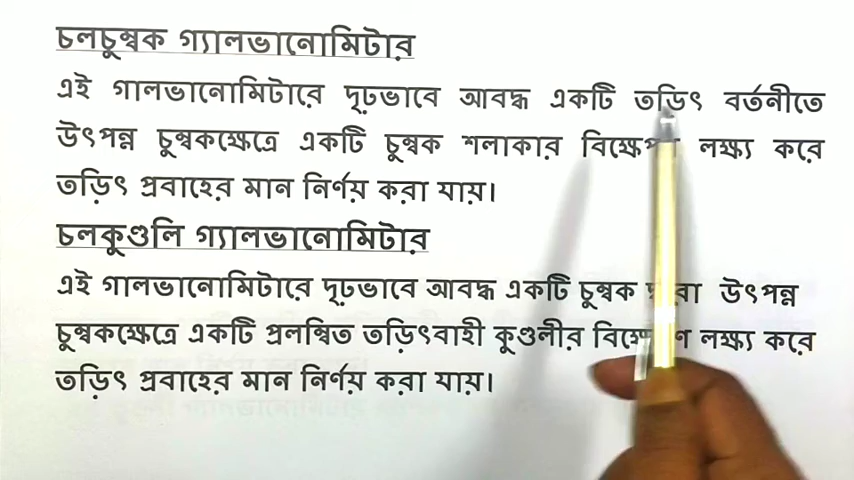 চলচুম্বক গ্যালভানোমিটার
এই গালভানোমিটারে দৃঢ়ভাবে আবদ্ধ একটি তড়িৎ বর্তনীতে
উৎপন্ন চুম্বকক্ষেত্রে একটি চুম্বক শলাকার বিক্ষেপণ লক্ষ্য করে
তড়িৎ প্রবাহের মান নির্ণয় করা যায়।
চলকুণ্ডলি গ্যালভানোমিটার
এই গালভানোমিটারে দৃঢ়ভাবে আবদ্ধ একটি চুম্বক দ্বারা উৎপন্ন
চুম্বকক্ষেত্রে একটি প্রলম্বিত তড়িৎবাহী কুণ্ডলীর বিক্ষেপণ লক্ষ্য করে
তড়িৎ প্রবাহের মান নির্ণয় করা যায়।